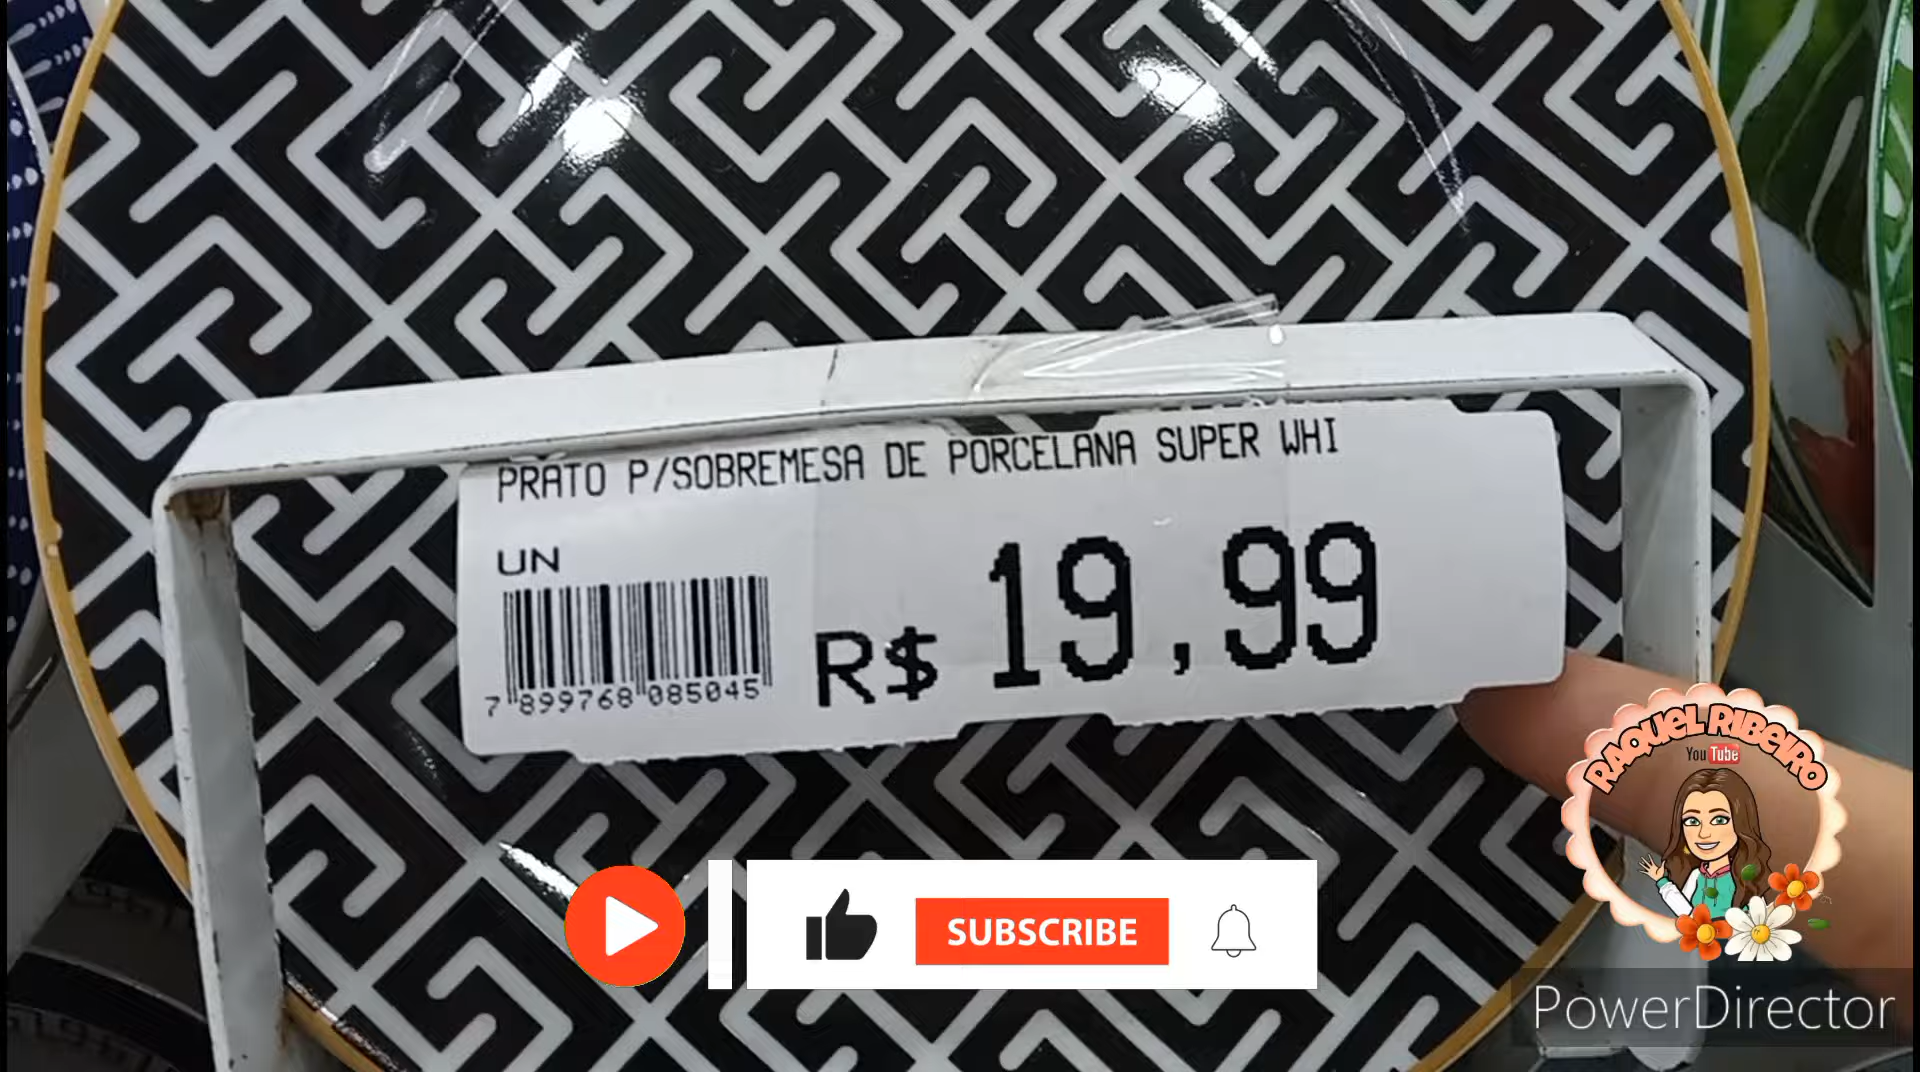 PRATO P/SOBREMESA DE PORCELANA SUPER WHI
UN
7 899768 085045
R$ 19,99
RAQUEL RIBEIRO
YouTube
SUBSCRIBE
PowerDirector